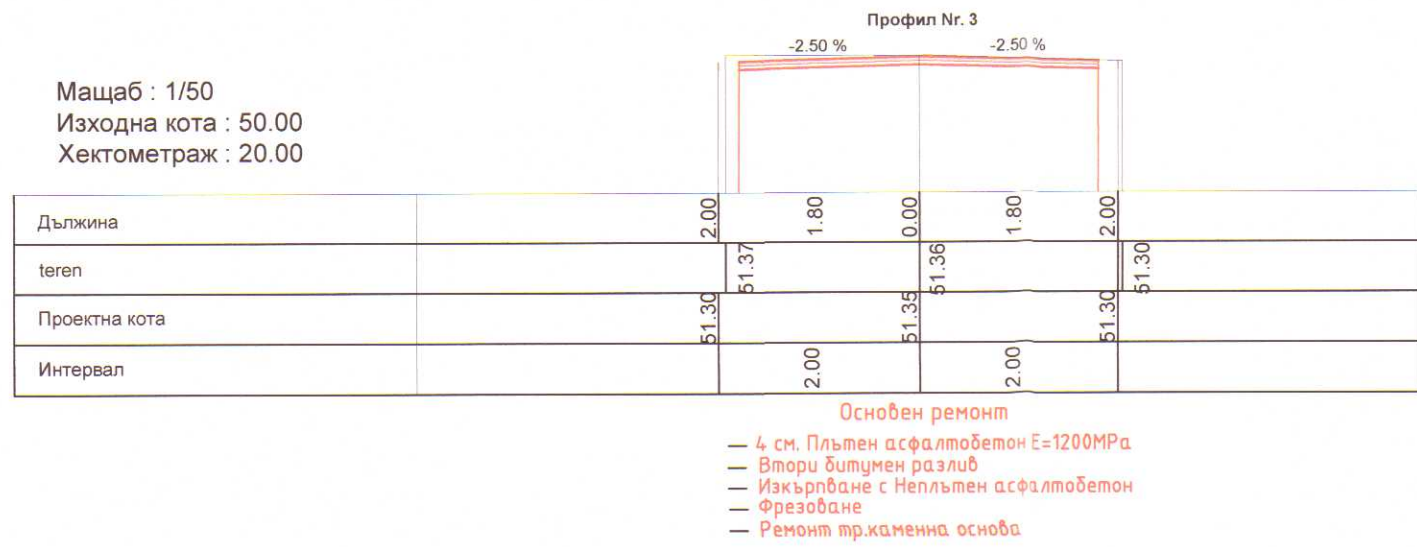 Профил Nr. 3
-2.50 % -2.50 %
Мащаб : 1/50
Изходна кота : 50.00
Хектометраж : 20.00
Дължина 2.00 1.80 0.00 1.80 2.00
teren 51.37 51.36 51.30
Проектна кота 51.30 51.35 51.30
Интервал 2.00 2.00
Основен ремонт
— 4 см. Плътен асфалтобетон E=1200MPa
— Втори битумен разлив
— Изкърпване с Неплътен асфалтобетон
— Фрезоване
— Ремонт тр.каменна основа